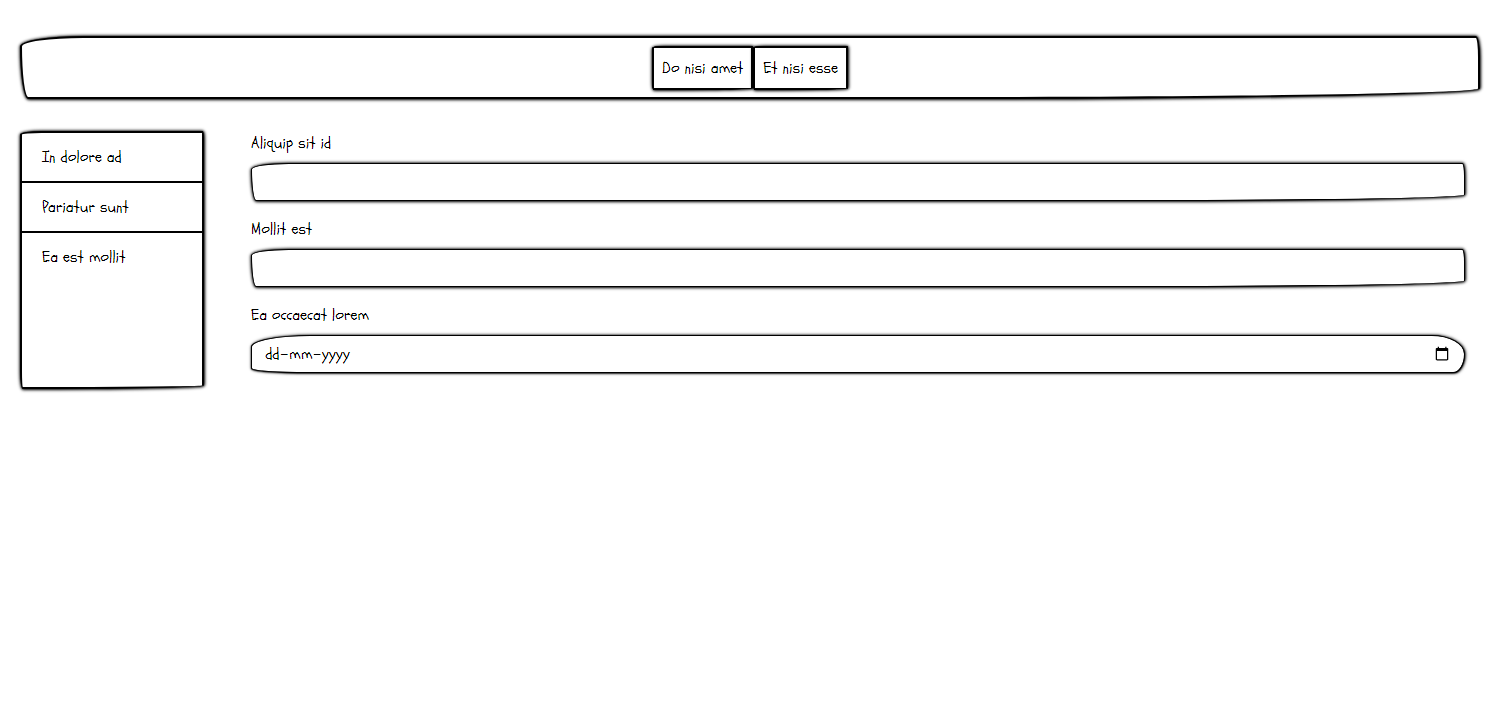 Do nisi amet
Et nisi esse
In dolore ad
Pariatur sunt
Ea est mollit
Aliquip sit id
Mollit est
Ea occaecat lorem
dd-mm-yyyy